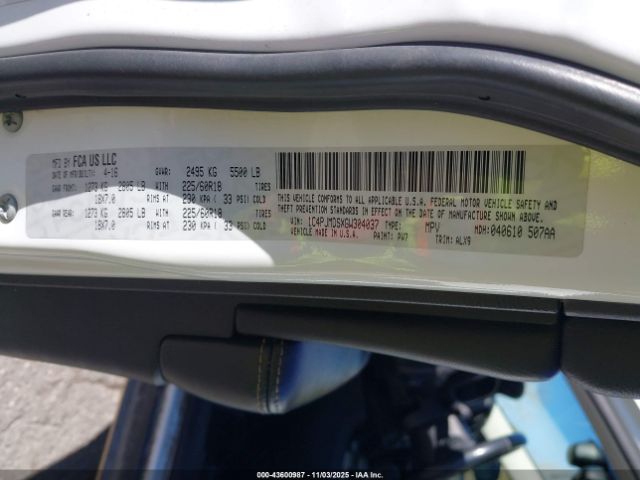 MFD BY FCA US LLC
DATE OF MFR (BUILT): 4-16 GVWR: 2495 KG 5500 LB
GAWR FRONT: 1273 KG 2805 LB WITH 225/60R18 TIRES
18X7.0 RIMS AT 230 KPA ( 33 PSI) COLD
GAWR REAR: 1273 KG 2805 LB WITH 225/60R18 TIRES
18X7.0 RIMS AT 230 KPA ( 33 PSI) COLD
THIS VEHICLE CONFORMS TO ALL APPLICABLE U.S.A. FEDERAL MOTOR VEHICLE SAFETY AND
THEFT PREVENTION STANDARDS IN EFFECT ON THE DATE OF MANUFACTURE SHOWN ABOVE.
VIN: TYPE: MPV MDH: 040610 507AA
VEHICLE MADE IN U.S.A. PAINT: PW7 TRIM: ALX9
000-43600987 - 11/03/2025 - IAA Inc.